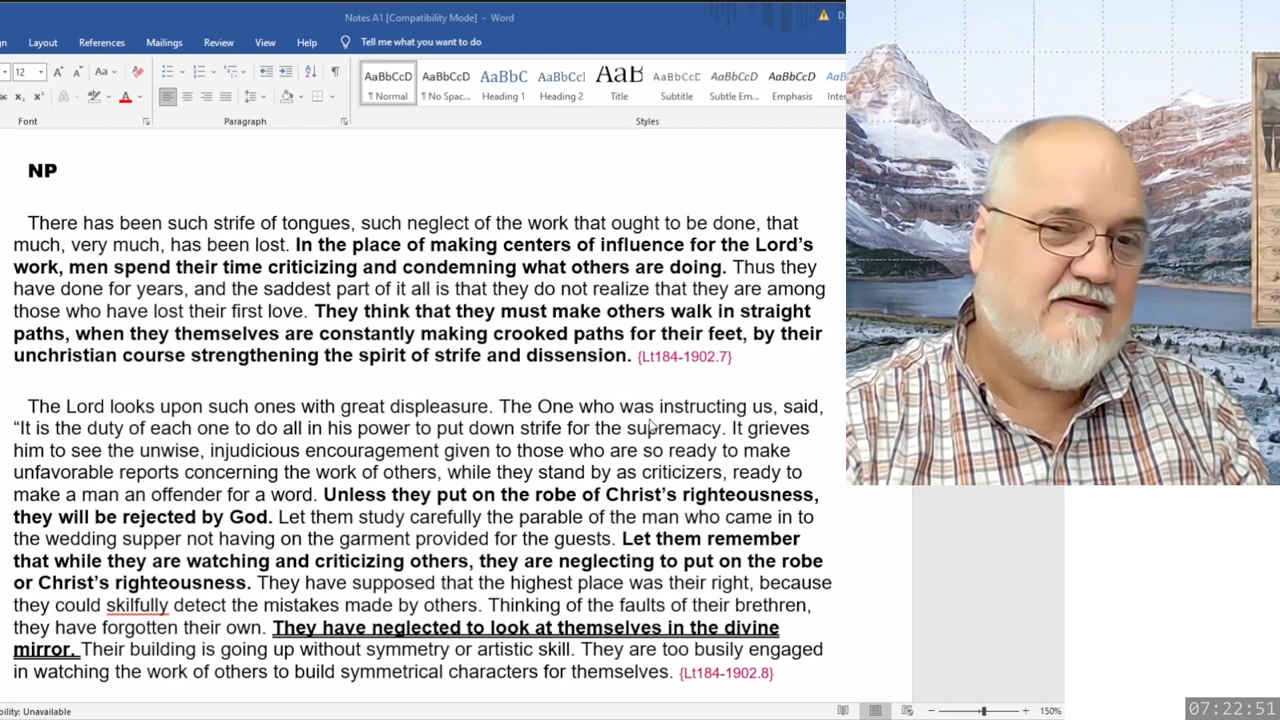 Notes A1 [Compatibility Mode] - Word
D.
gn Layout References Mailings Review View Help Tell me what you want to do
12 A A Aa
AaBbCcD AaBbCcD AaBbC AaBbCcI AaB AaBbCcD AaBbCcD AaBbCcD AaB
¶ Normal ¶ No Spac... Heading 1 Heading 2 Title Subtitle Subtle Em... Emphasis Inter
Font Paragraph Styles
NP
There has been such strife of tongues, such neglect of the work that ought to be done, that
much, very much, has been lost. In the place of making centers of influence for the Lord’s
work, men spend their time criticizing and condemning what others are doing. Thus they
have done for years, and the saddest part of it all is that they do not realize that they are among
those who have lost their first love. They think that they must make others walk in straight
paths, when they themselves are constantly making crooked paths for their feet, by their
unchristian course strengthening the spirit of strife and dissension. {Lt184-1902.7}
The Lord looks upon such ones with great displeasure. The One who was instructing us, said,
“It is the duty of each one to do all in his power to put down strife for the supremacy. It grieves
him to see the unwise, injudicious encouragement given to those who are so ready to make
unfavorable reports concerning the work of others, while they stand by as criticizers, ready to
make a man an offender for a word. Unless they put on the robe of Christ’s righteousness,
they will be rejected by God. Let them study carefully the parable of the man who came in to
the wedding supper not having on the garment provided for the guests. Let them remember
that while they are watching and criticizing others, they are neglecting to put on the robe
or Christ’s righteousness. They have supposed that the highest place was their right, because
they could skilfully detect the mistakes made by others. Thinking of the faults of their brethren,
they have forgotten their own. They have neglected to look at themselves in the divine
mirror. Their building is going up without symmetry or artistic skill. They are too busily engaged
in watching the work of others to build symmetrical characters for themselves. {Lt184-1902.8}
bility: Unavailable
150%
07:22:51